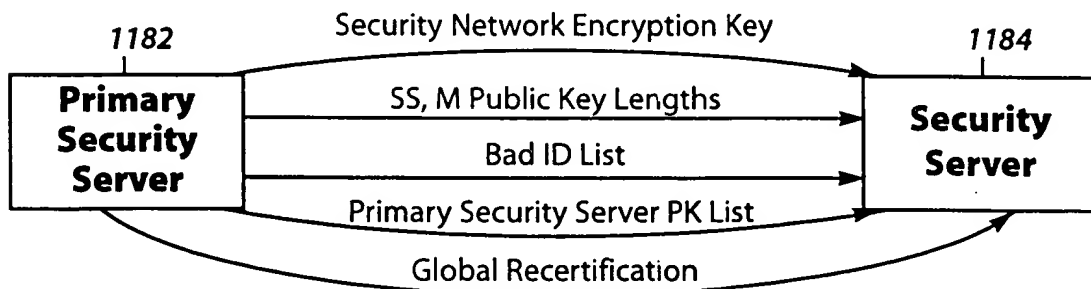 Security Network Encryption Key
1182
1184
Primary
Security
Server
SS, M Public Key Lengths
Bad ID List
Primary Security Server PK List
Global Recertification
Security
Server